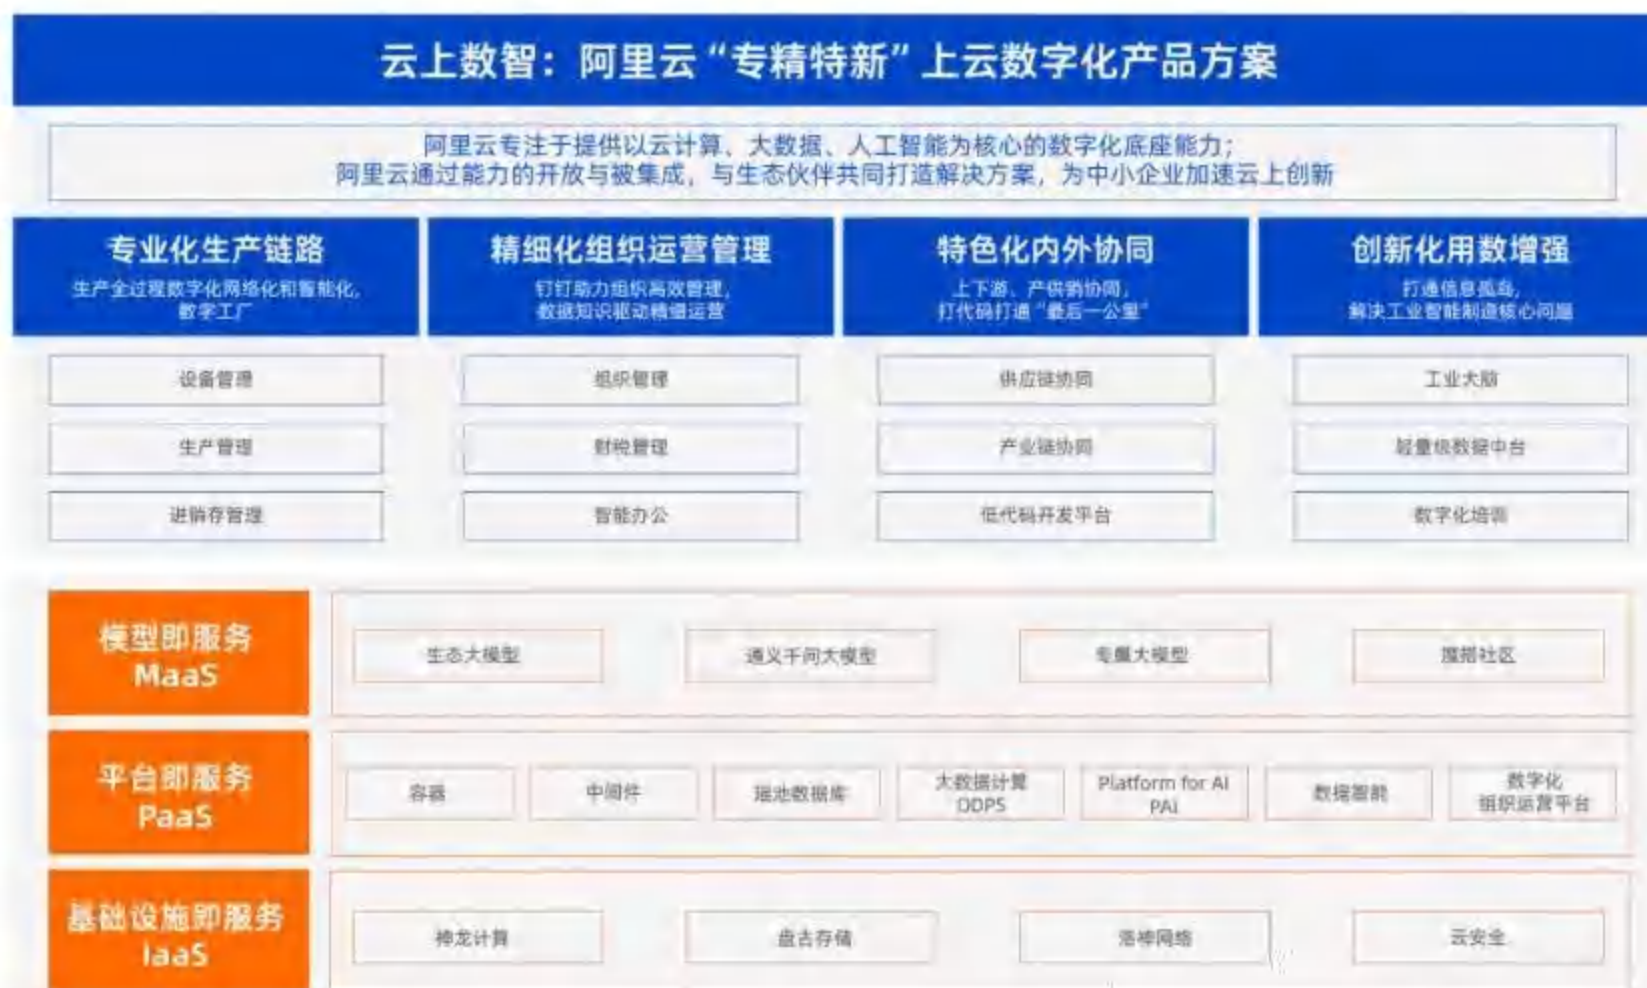 云上数智：阿里云“专精特新”上云数字化产品方案
阿里云专注于提供以云计算、大数据、人工智能为核心的数字化底座能力；
阿里云通过能力的开放与被集成，与生态伙伴共同打造解决方案，为中小企业加速云上创新
专业化生产链路
生产全过程数字化网络化和智能化，
数字工厂
精细化组织运营管理
钉钉助力组织高效管理，
数据知识驱动精细运营
特色化内外协同
上下游、产供销协同，
打代码打通“最后一公里”
创新化用数增强
打通信息孤岛，
解决工业智能制造核心问题
设备管理
组织管理
供应链协同
工业大脑
生产管理
财税管理
产业链协同
轻量级数据中台
进销存管理
智能办公
低代码开发平台
数字化培训
模型即服务
MaaS
生态大模型
通义千问大模型
专属大模型
魔搭社区
平台即服务
PaaS
容器
中间件
瑶池数据库
大数据计算
ODPS
Platform for AI
PAI
数据智能
数字化
组织运营平台
基础设施即服务
IaaS
神龙计算
盘古存储
洛神网络
云安全